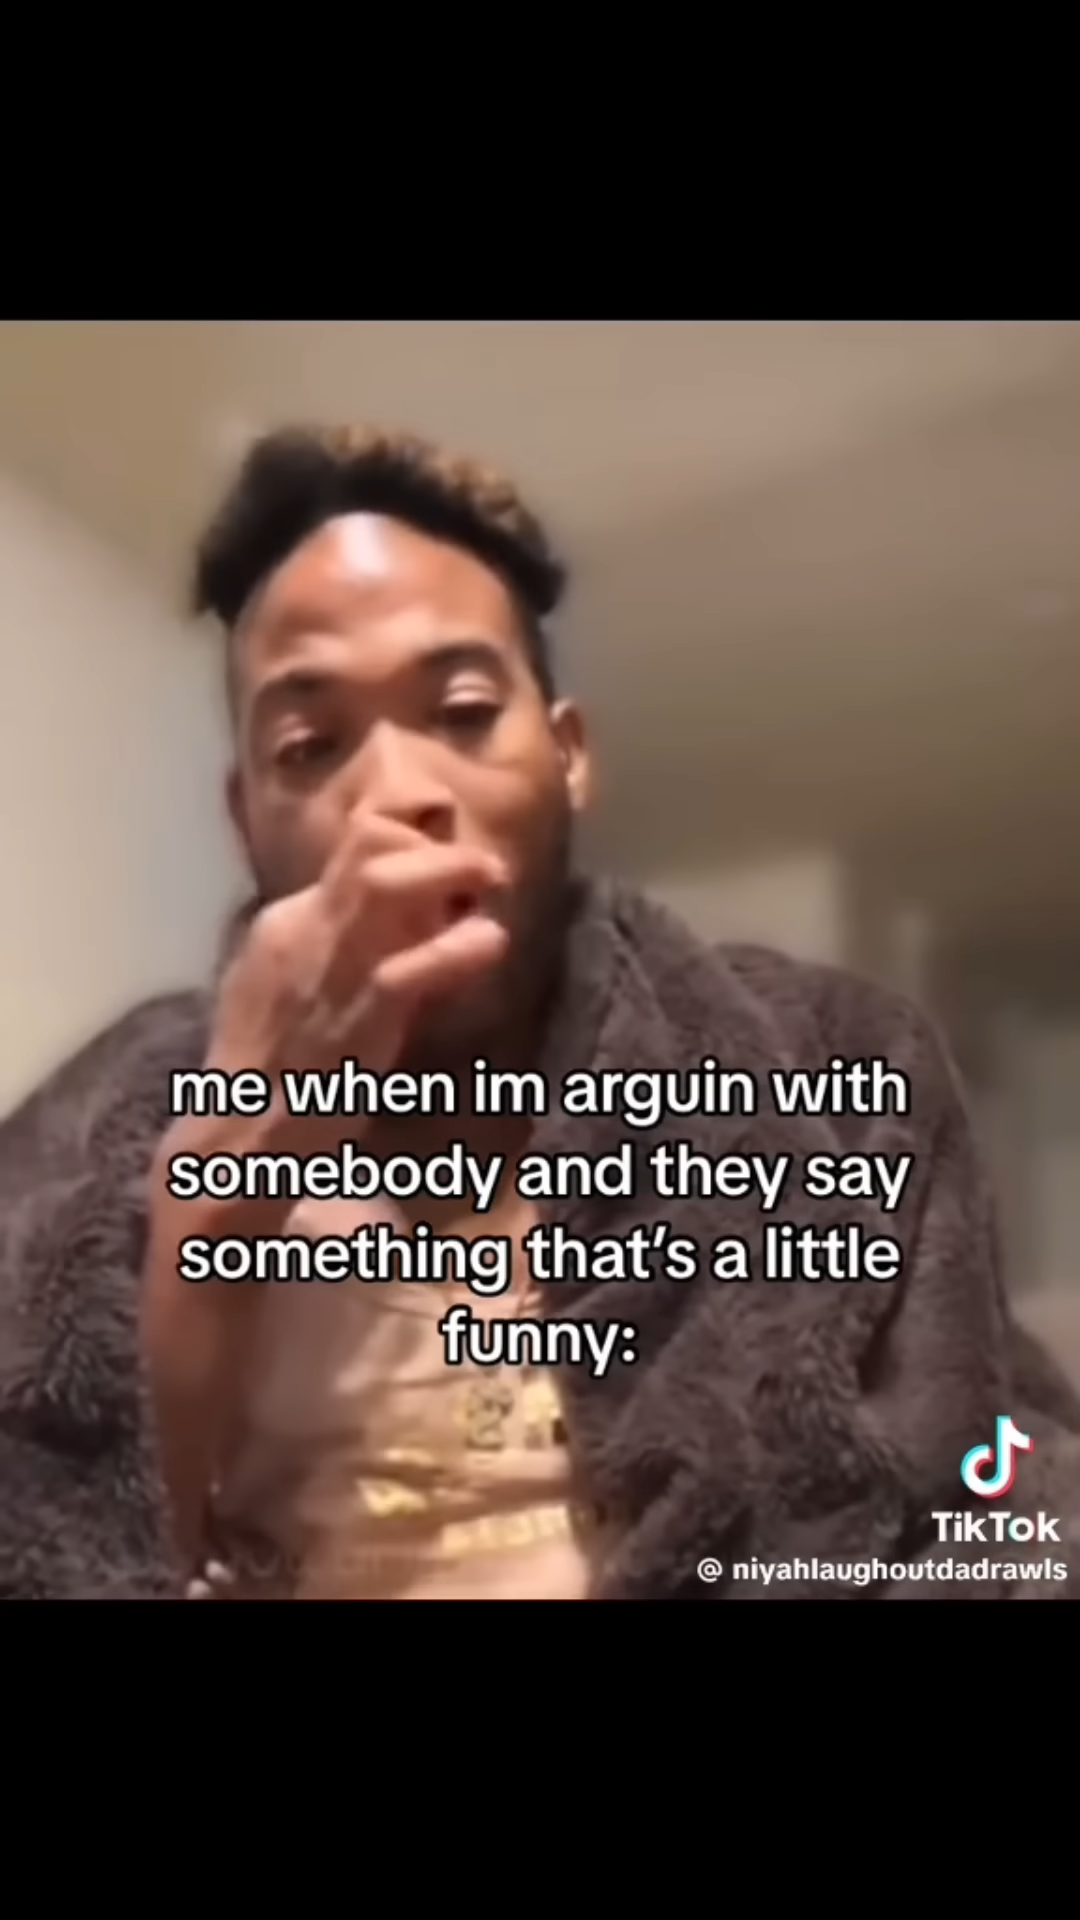 me when im arguin with
somebody and they say
something that's a little
funny:
TikTok
@ niyahlaughoutdadrawls